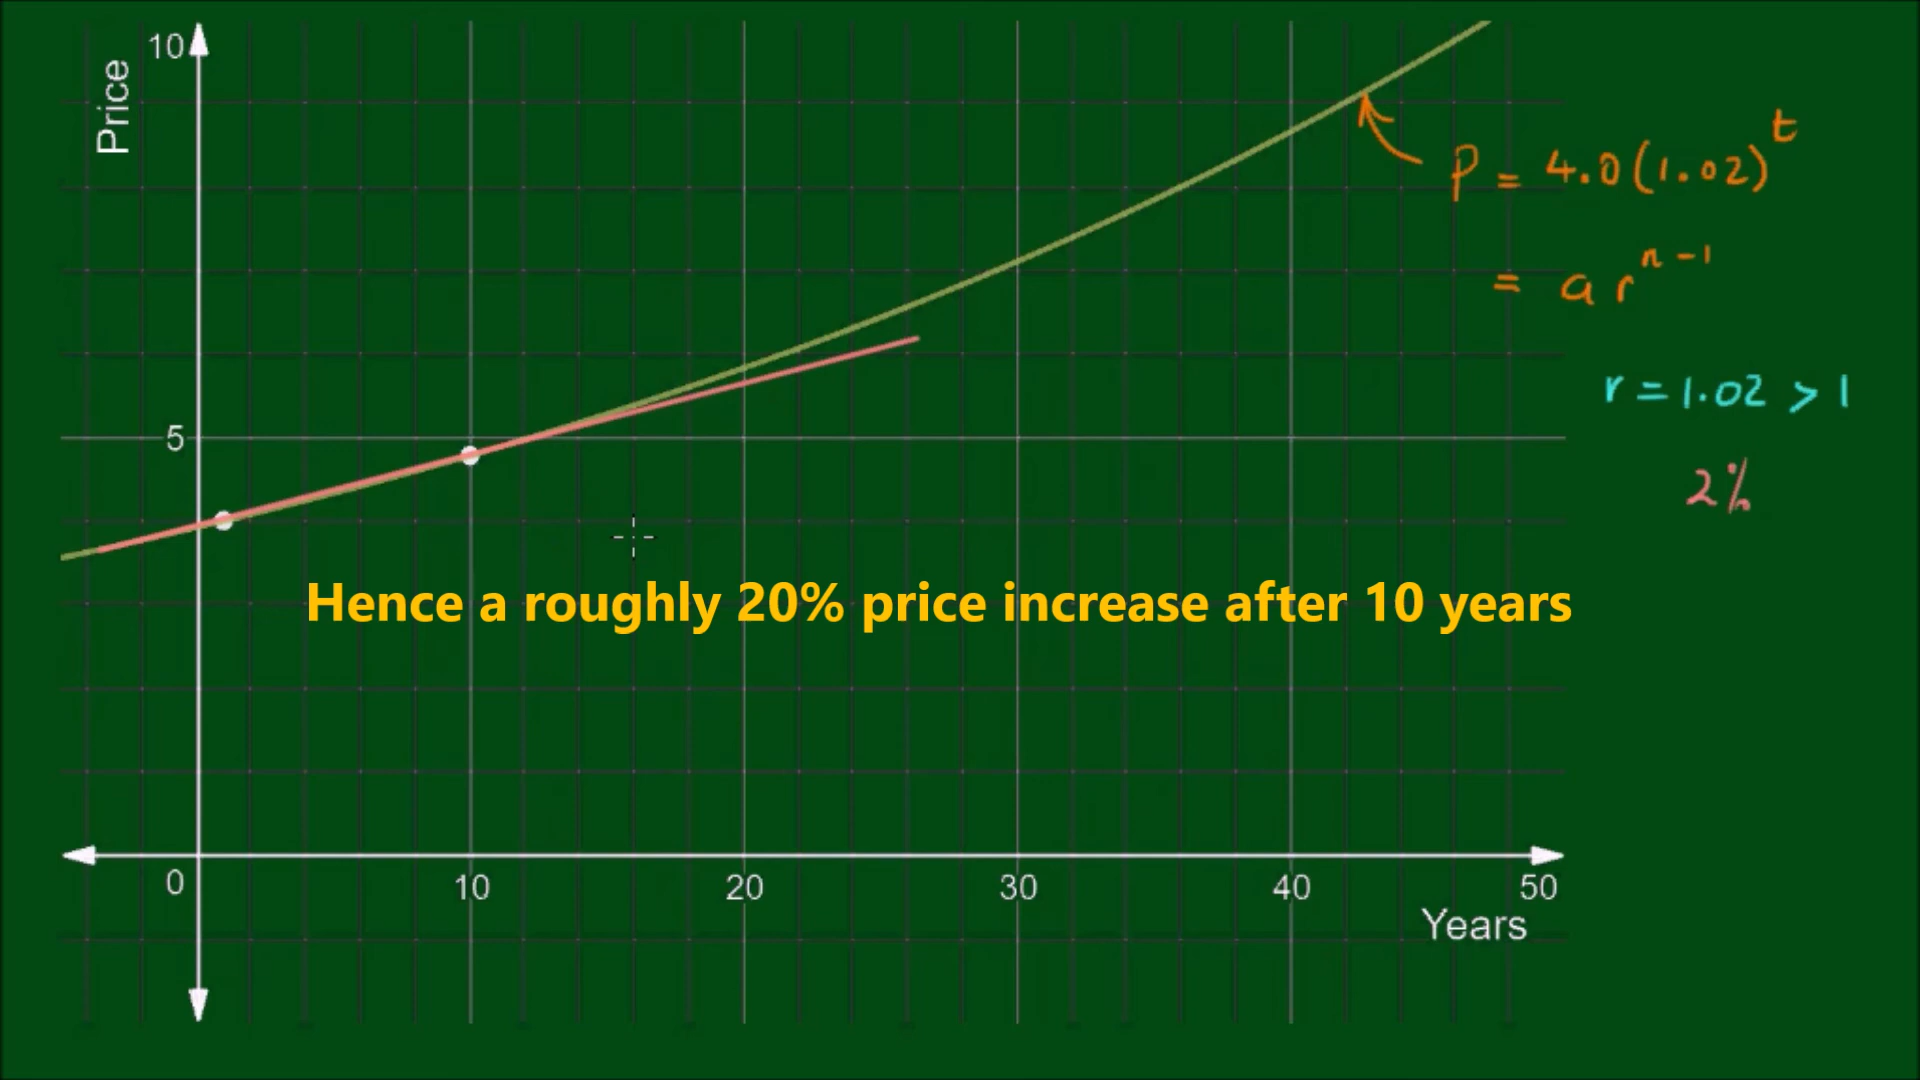 10
Price
P = 4.0(1.02)^t
= a r^{n-1}
r = 1.02 > 1
5
2%
Hence a roughly 20% price increase after 10 years
0
10
20
30
40
50
Years